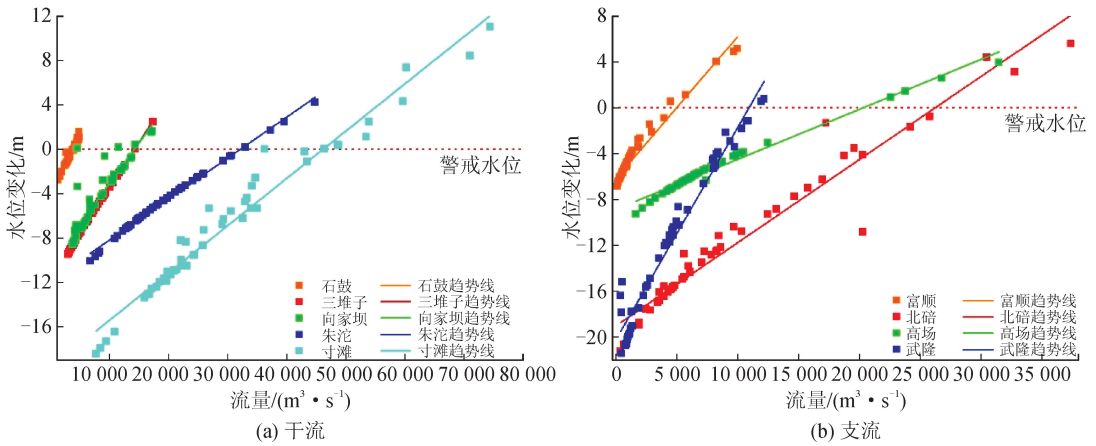 12
8
4
0
−4
−8
−12
−16
水位变化/m
警戒水位
石鼓 石鼓趋势线
三堆子 三堆子趋势线
向家坝 向家坝趋势线
朱沱 朱沱趋势线
寸滩 寸滩趋势线
10 000 20 000 30 000 40 000 50 000 60 000 70 000 80 000
流量/(m³·s⁻¹)
(a) 干流
8
4
0
−4
−8
−12
−16
−20
水位变化/m
警戒水位
富顺 富顺趋势线
北碚 北碚趋势线
高场 高场趋势线
武隆 武隆趋势线
0 5 000 10 000 15 000 20 000 25 000 30 000 35 000
流量/(m³·s⁻¹)
(b) 支流